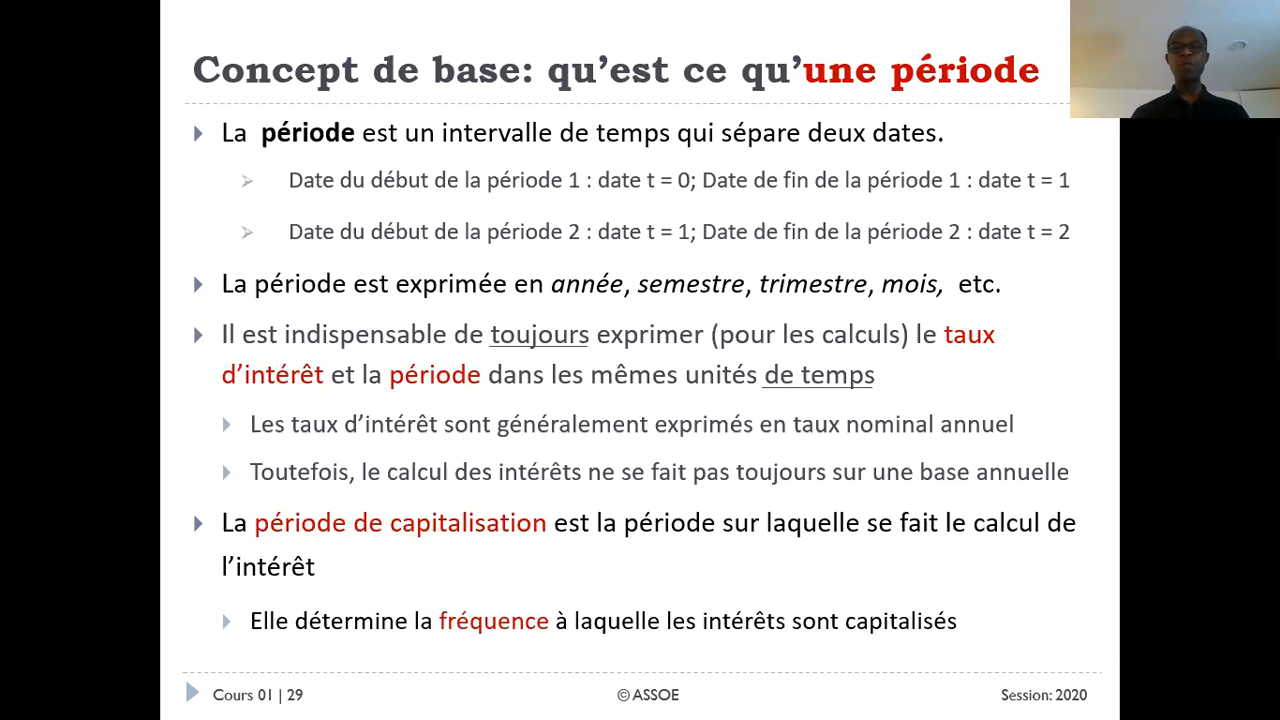 Concept de base: qu’est ce qu’une période
La période est un intervalle de temps qui sépare deux dates.
Date du début de la période 1 : date t = 0; Date de fin de la période 1 : date t = 1
Date du début de la période 2 : date t = 1; Date de fin de la période 2 : date t = 2
La période est exprimée en année, semestre, trimestre, mois, etc.
Il est indispensable de toujours exprimer (pour les calculs) le taux
d’intérêt et la période dans les mêmes unités de temps
Les taux d’intérêt sont généralement exprimés en taux nominal annuel
Toutefois, le calcul des intérêts ne se fait pas toujours sur une base annuelle
La période de capitalisation est la période sur laquelle se fait le calcul de
l’intérêt
Elle détermine la fréquence à laquelle les intérêts sont capitalisés
Cours 01 | 29
© ASSOE
Session: 2020